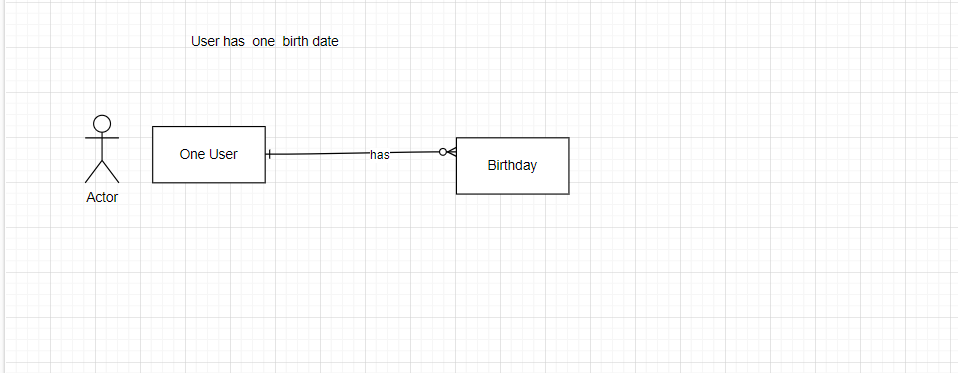 User has  one  birth date
One User
has
Birthday
Actor